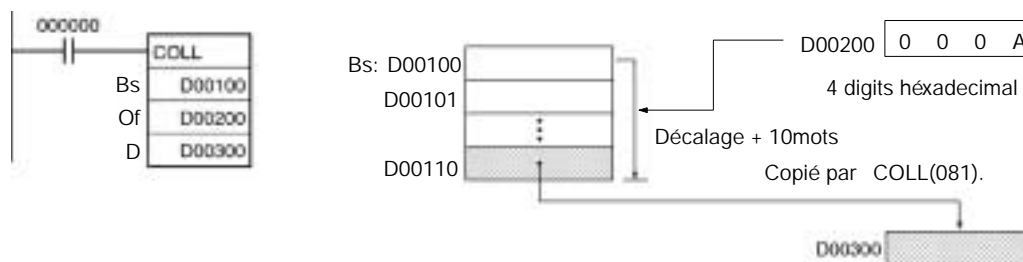 000000
COLL
Bs D00100
Of D00200
D D00300
Bs: D00100
D00101
D00110
Décalage + 10mots
D00200 0 0 0 A
4 digits héxadecimal
Copié par COLL(081).
D00300